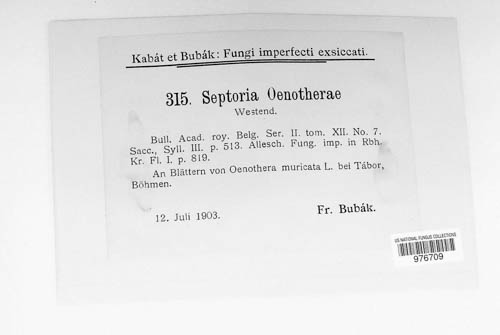 Kabát et Bubák: Fungi imperfecti exsiccati.
315. Septoria Oenotherae
Westend.
Bull. Acad. roy. Belg. Ser. II. tom. XII. No. 7.
Sacc., Syll. III. p. 513. Allesch. Fung. imp. in Rbh.
Kr. Fl. I. p. 819.
An Blättern von Oenothera muricata L. bei Tábor,
Böhmen.
12. Juli 1903.
Fr. Bubák.
US NATIONAL FUNGUS COLLECTIONS
976709